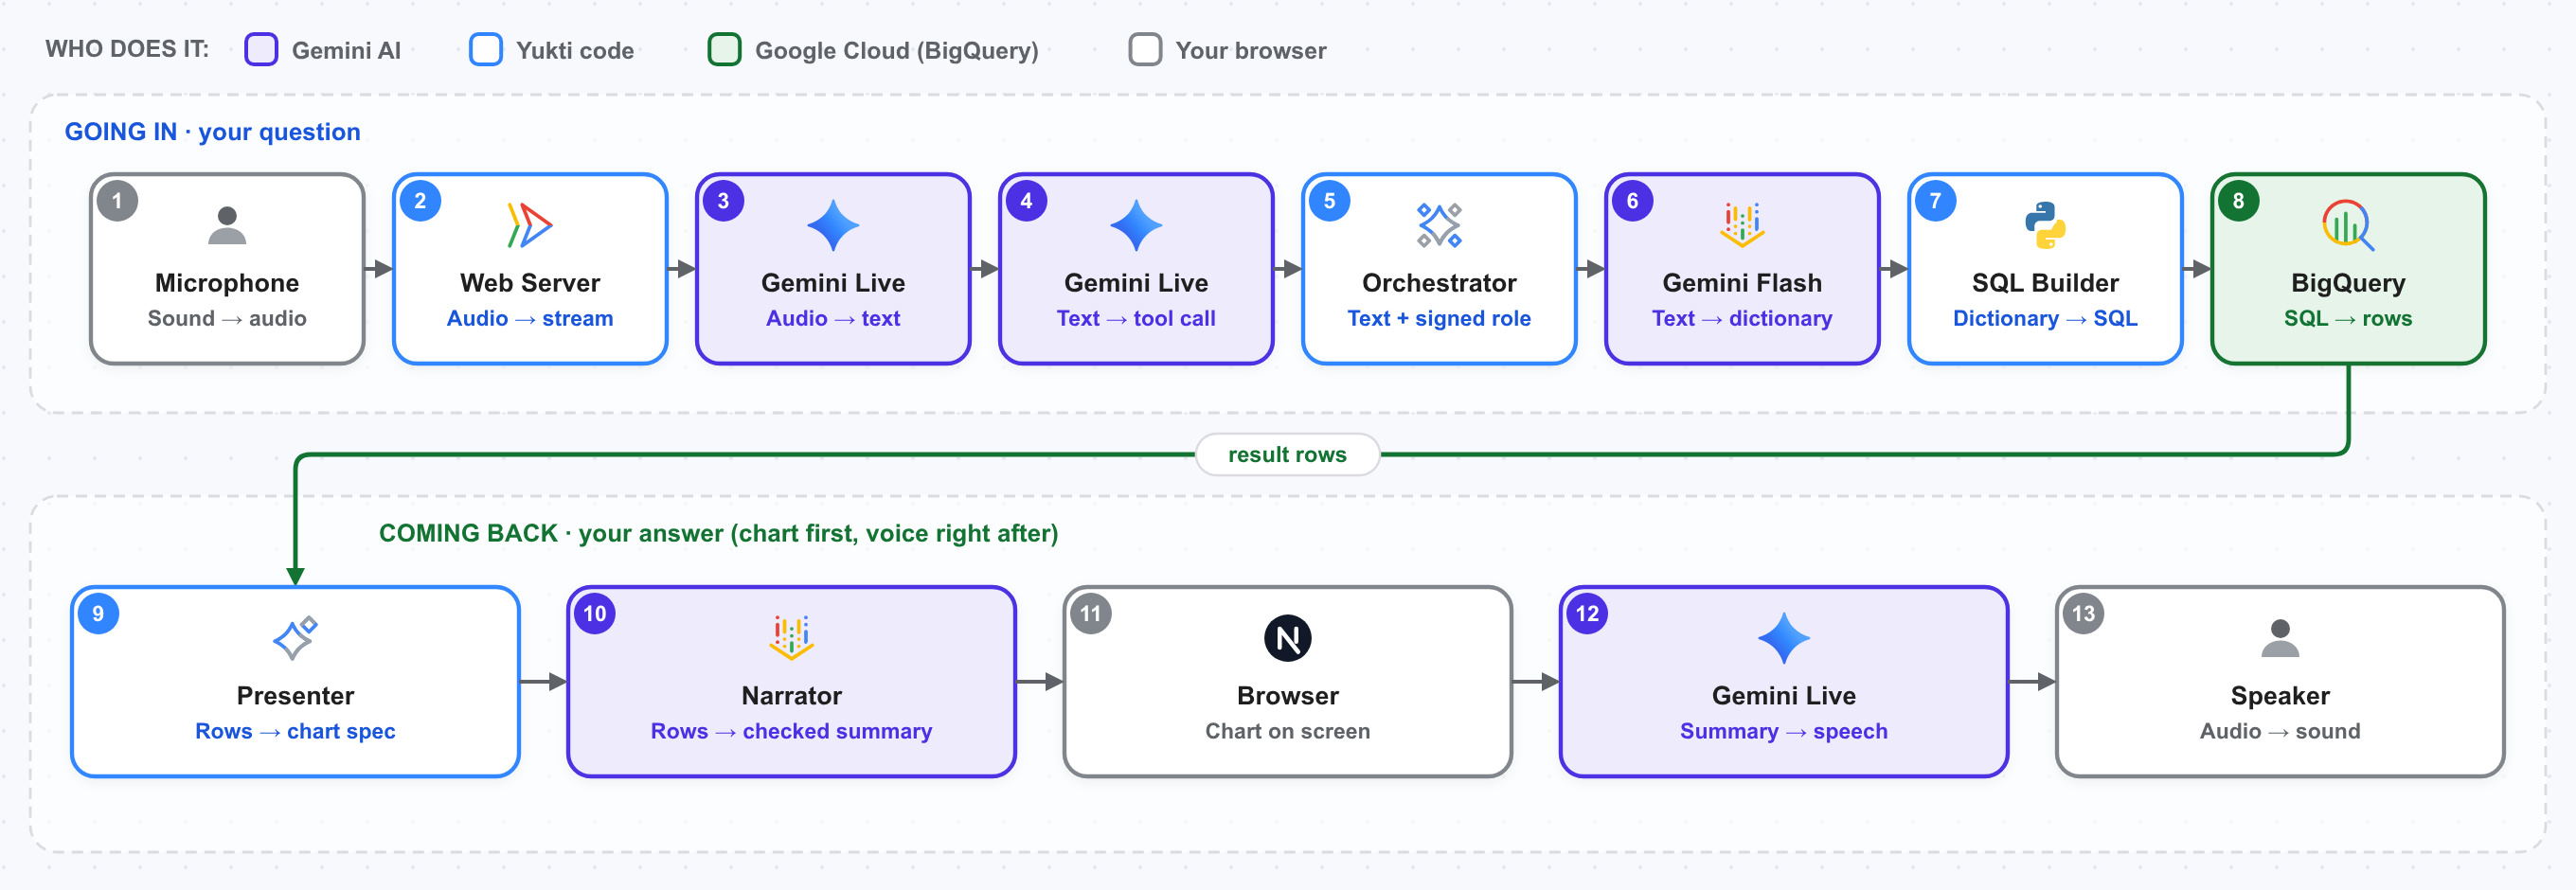 WHO DOES IT:
Gemini AI
Yukti code
Google Cloud (BigQuery)
Your browser
GOING IN · your question
1
Microphone
Sound → audio
2
Web Server
Audio → stream
3
Gemini Live
Audio → text
4
Gemini Live
Text → tool call
5
Orchestrator
Text + signed role
6
Gemini Flash
Text → dictionary
7
SQL Builder
Dictionary → SQL
8
BigQuery
SQL → rows
result rows
COMING BACK · your answer (chart first, voice right after)
9
Presenter
Rows → chart spec
10
Narrator
Rows → checked summary
11
N
Browser
Chart on screen
12
Gemini Live
Summary → speech
13
Speaker
Audio → sound